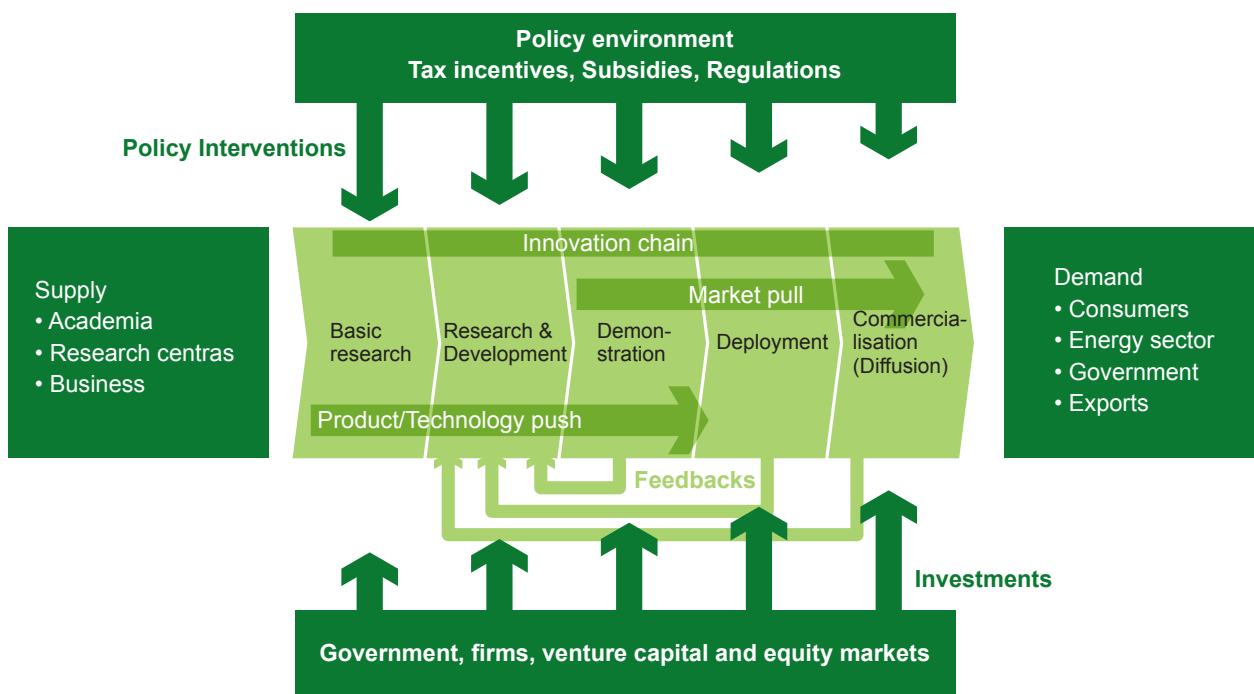 Policy environment
Tax incentives, Subsidies, Regulations
Policy Interventions
Supply
• Academia
• Research centras
• Business
Innovation chain
Market pull
Basic
research
Research &
Development
Demon-
stration
Deployment
Commercia-
lisation
(Diffusion)
Product/Technology push
Demand
• Consumers
• Energy sector
• Government
• Exports
Feedbacks
Investments
Government, firms, venture capital and equity markets